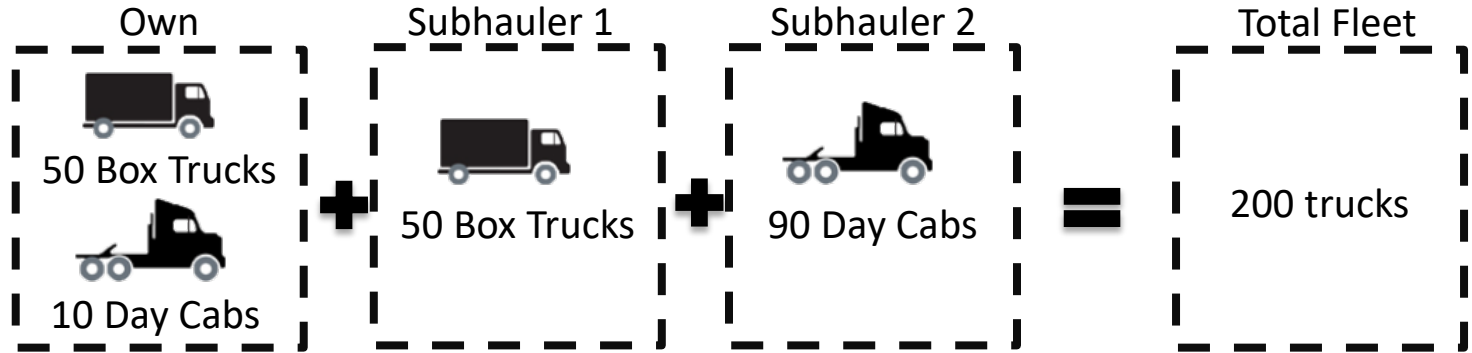 Own
50 Box Trucks
10 Day Cabs
Subhauler 1
50 Box Trucks
Subhauler 2
90 Day Cabs
Total Fleet
200 trucks